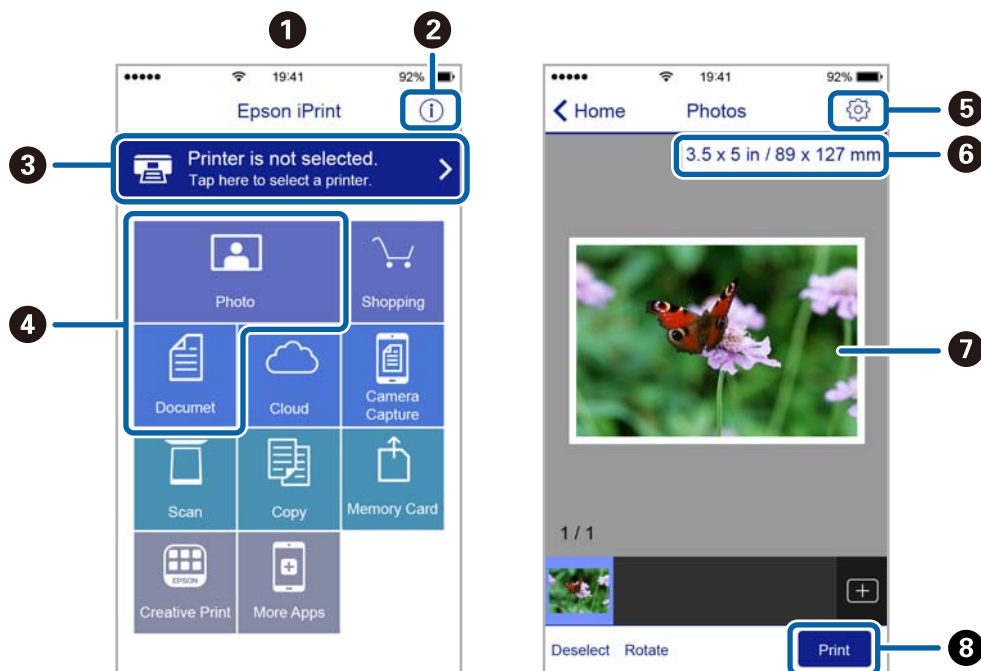 1
2
19:41
92%
Epson iPrint
i
3
Printer is not selected.
Tap here to select a printer.
4
Photo
Shopping
Documet
Cloud
Camera
Capture
Scan
Copy
Memory Card
EPSON
Creative Print
More Apps
19:41
92%
Home
Photos
5
3.5 x 5 in / 89 x 127 mm
6
7
1 / 1
Deselect
Rotate
Print
8